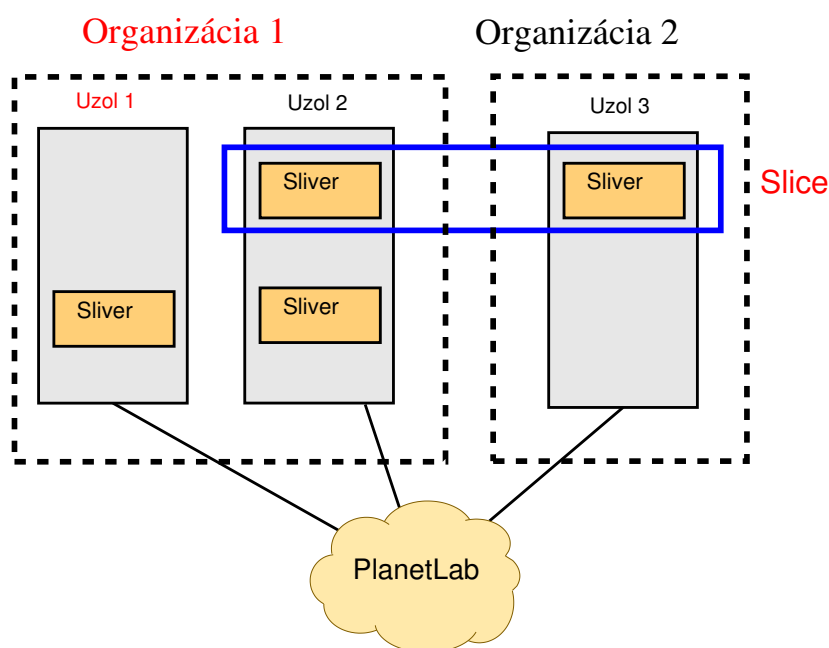 Organizácia 1
Organizácia 2
Uzol 1
Uzol 2
Uzol 3
Sliver
Sliver
Slice
Sliver
Sliver
PlanetLab